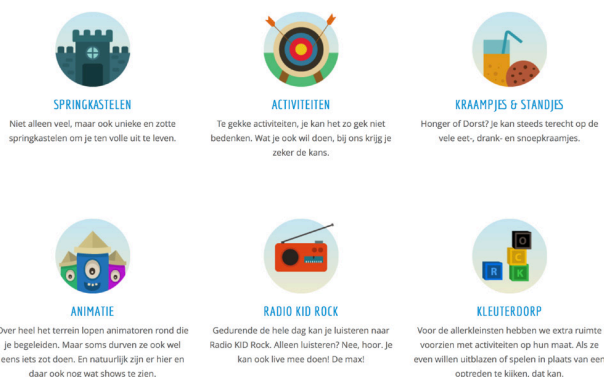 SPRINGKASTELEN
Niet alleen veel, maar ook unieke en zotte
springkastelen om je ten volle uit te leven.
ACTIVITEITEN
Te gekke activiteiten, je kan het zo gek niet
bedenken. Wat je ook wil doen, bij ons krijg je
zeker de kans.
KRAAMPJES & STANDJES
Honger of Dorst? Je kan steeds terecht op de
vele eet-, drank- en snoepkraamjes.
ANIMATIE
Over heel het terrein lopen animatoren rond die
je begeleiden. Maar soms durven ze ook wel
eens iets zot doen. En natuurlijk zijn er hier en
daar ook nog wat shows te zien.
RADIO KID ROCK
Gedurende de hele dag kan je luisteren naar
Radio KID Rock. Alleen luisteren? Nee, hoor. Je
kan ook live mee doen! De max!
O
C
R K
KLEUTERDORP
Voor de allerkleinsten hebben we extra ruimte
voorzien met activiteiten op hun maat. Als ze
even willen uitblazen of spelen in plaats van een
optreden te kijken, dat kan.